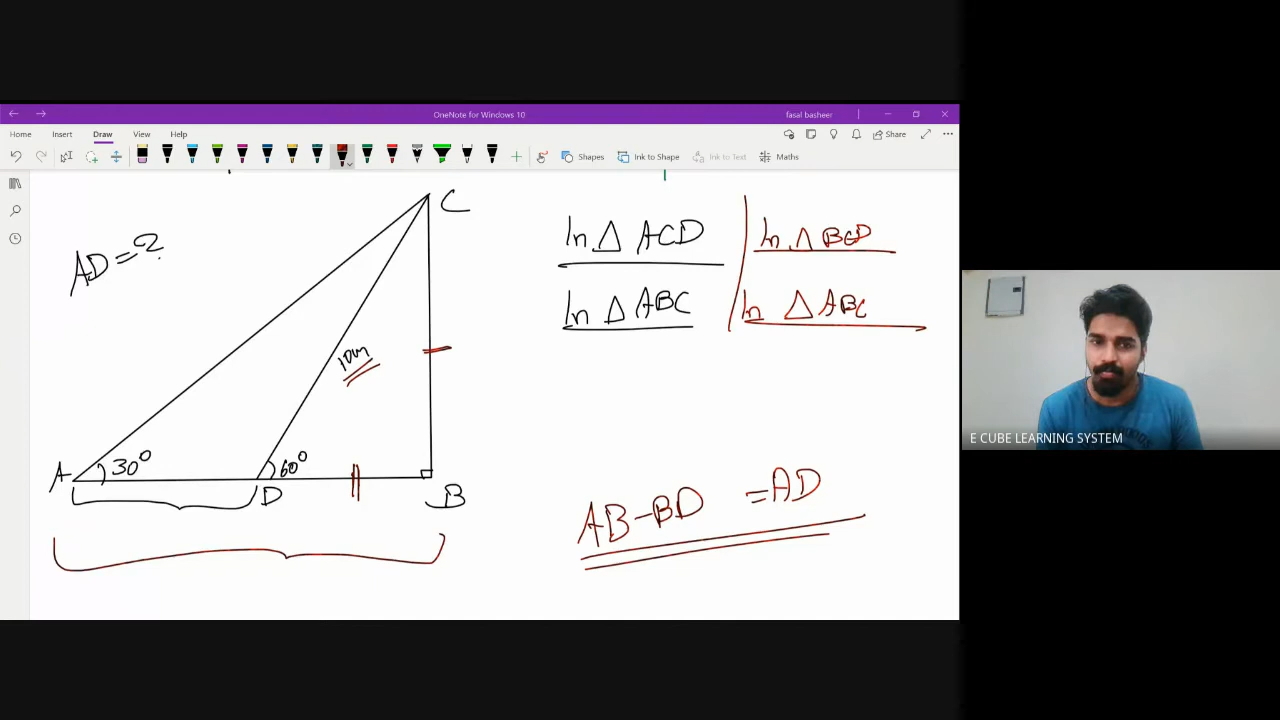 OneNote for Windows 10
fasal basheer
Home Insert Draw View Help
Share
Shapes Ink to Shape Ink to Text Maths
C
AD=?
10cm
A 30° 60°
D B
In △ ACD
In △ ABC
In △ BCD
In △ ABC
AB-BD =AD
E CUBE LEARNING SYSTEM